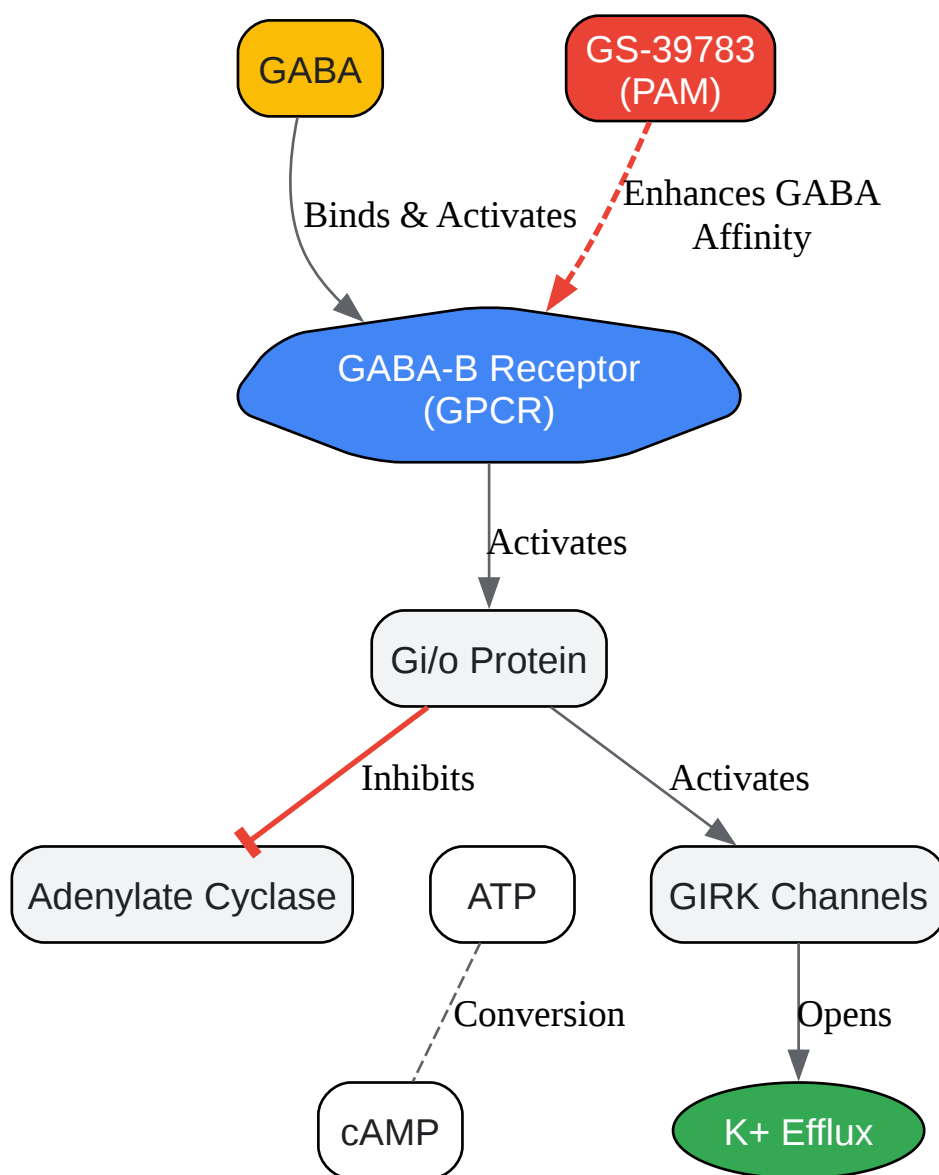 GABA
GS-39783
(PAM)
Binds & Activates
Enhances GABA
Affinity
GABA-B Receptor
(GPCR)
Activates
Gi/o Protein
Inhibits
Activates
Adenylate Cyclase
ATP
GIRK Channels
Conversion
Opens
cAMP
K+ Efflux